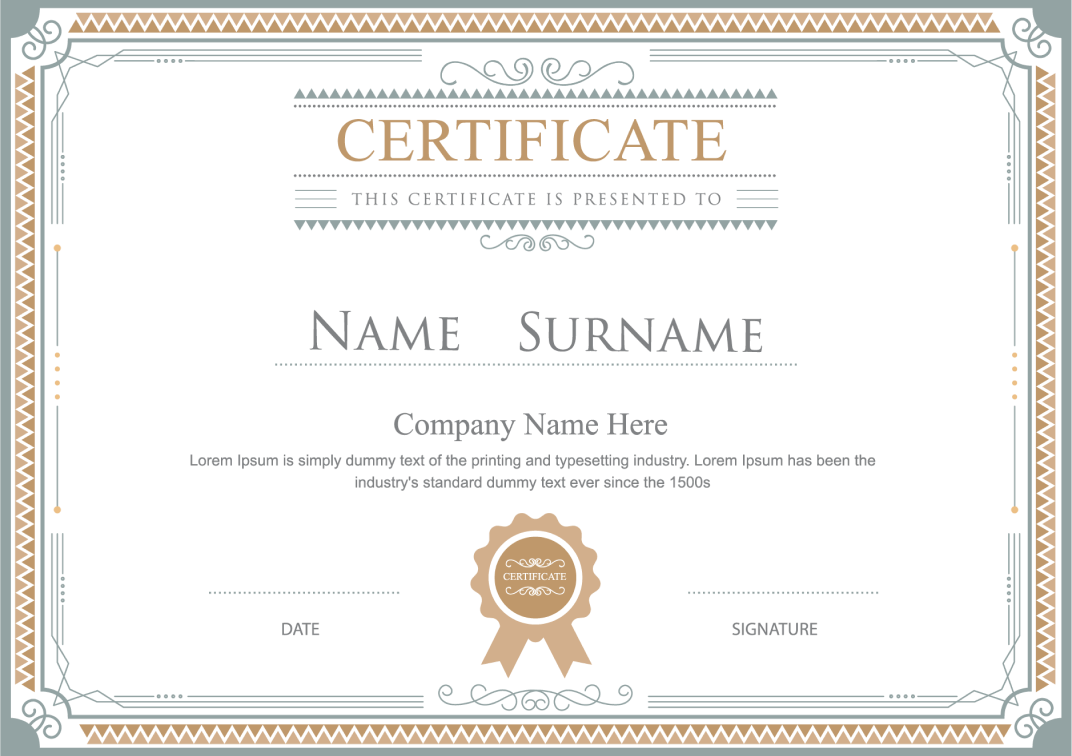 CERTIFICATE
THIS CERTIFICATE IS PRESENTED TO
NAME SURNAME
Company Name Here
Lorem Ipsum is simply dummy text of the printing and typesetting industry. Lorem Ipsum has been the
industry's standard dummy text ever since the 1500s
CERTIFICATE
DATE
SIGNATURE